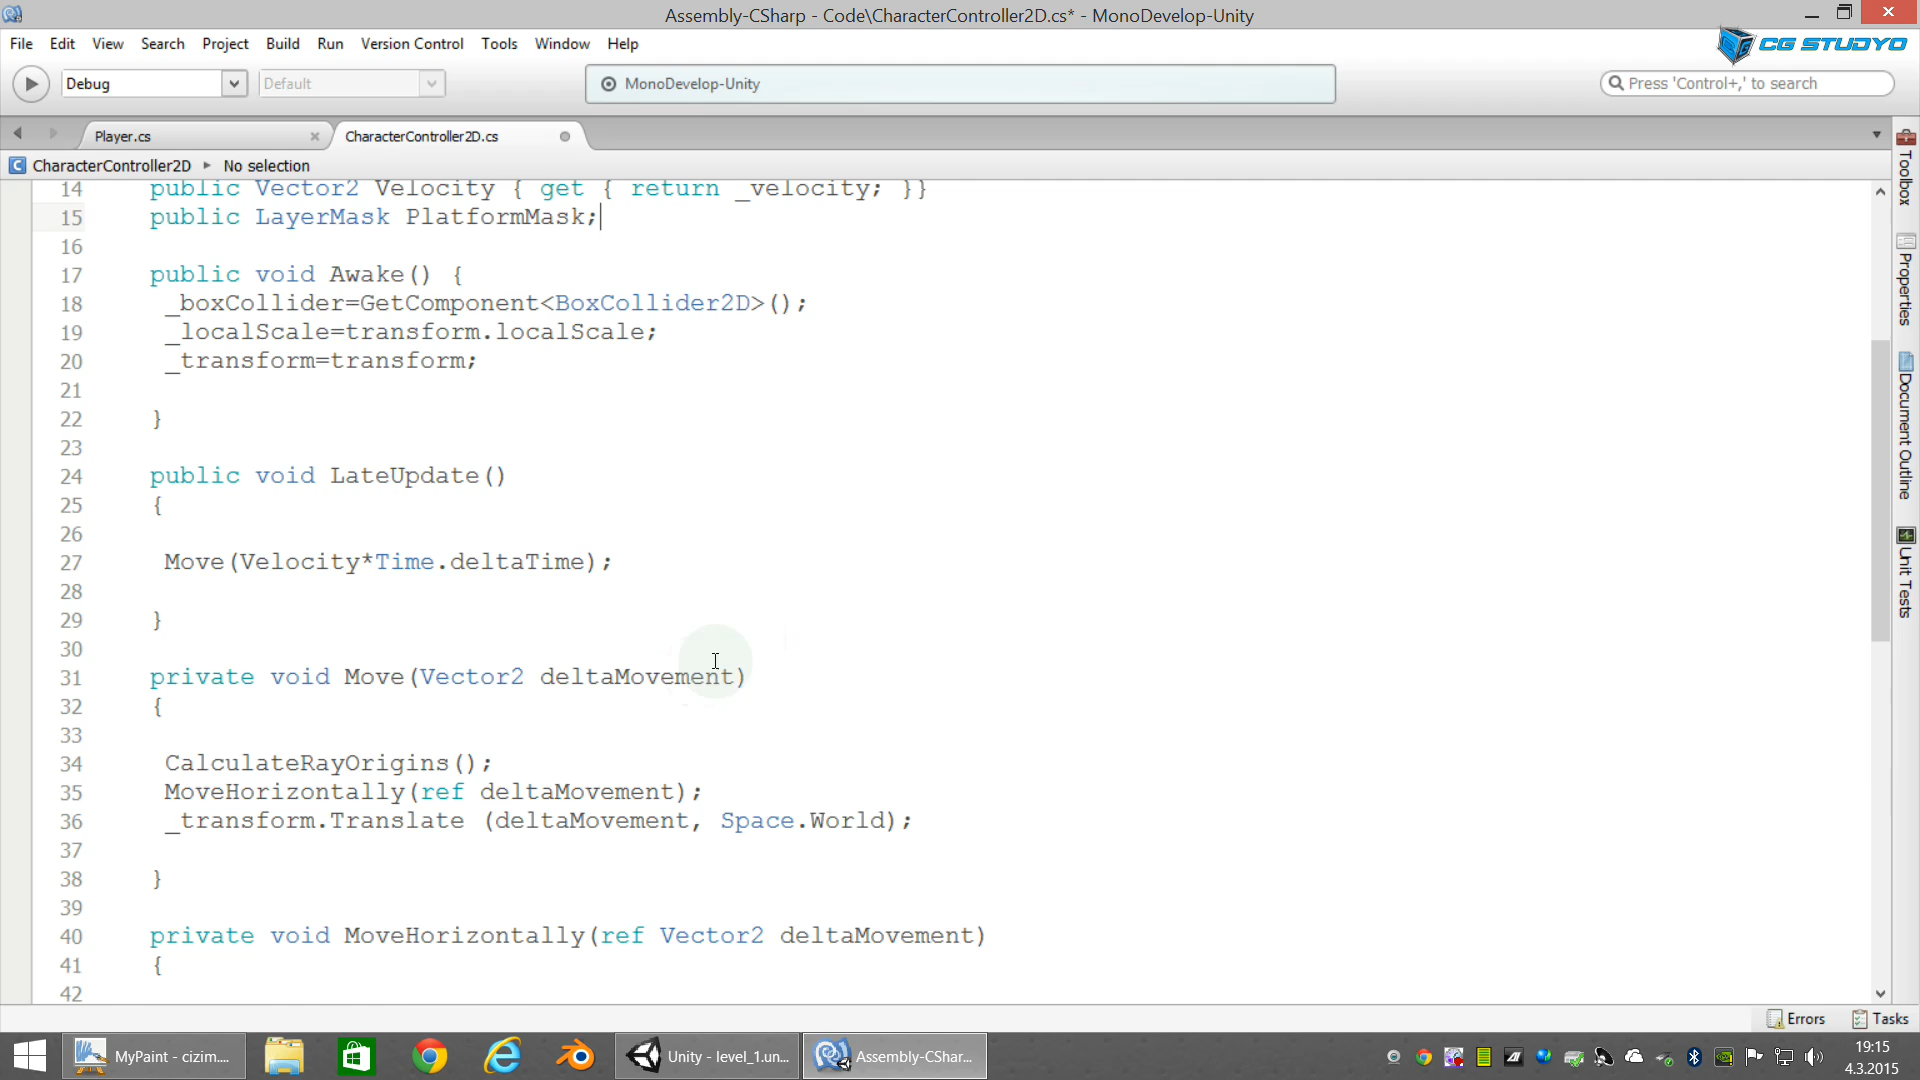 Assembly-CSharp - Code\CharacterController2D.cs* - MonoDevelop-Unity
File Edit View Search Project Build Run Version Control Tools Window Help
CG STUDYO
Debug Default MonoDevelop-Unity Press 'Control+,' to search
Player.cs CharacterController2D.cs
CharacterController2D No selection
14 public Vector2 Velocity { get { return _velocity; }}
15 public LayerMask PlatformMask;
16
17 public void Awake() {
18 _boxCollider=GetComponent<BoxCollider2D>();
19 _localScale=transform.localScale;
20 _transform=transform;
21
22 }
23
24 public void LateUpdate()
25 {
26
27 Move(Velocity*Time.deltaTime);
28
29 }
30
31 private void Move(Vector2 deltaMovement)
32 {
33
34 CalculateRayOrigins();
35 MoveHorizontally(ref deltaMovement);
36 _transform.Translate (deltaMovement, Space.World);
37
38 }
39
40 private void MoveHorizontally(ref Vector2 deltaMovement)
41 {
42
Toolbox
Properties
Document Outline
Unit Tests
Errors Tasks
MyPaint - cizim.... Unity - level_1.un... Assembly-CShar...
19:15
4.3.2015